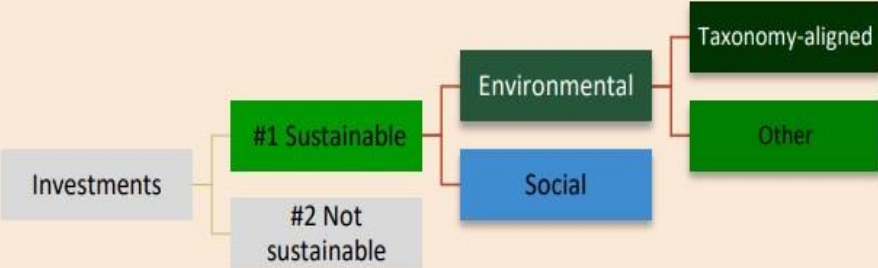 Taxonomy-aligned
Environmental
#1 Sustainable
Other
Investments
Social
#2 Not
sustainable